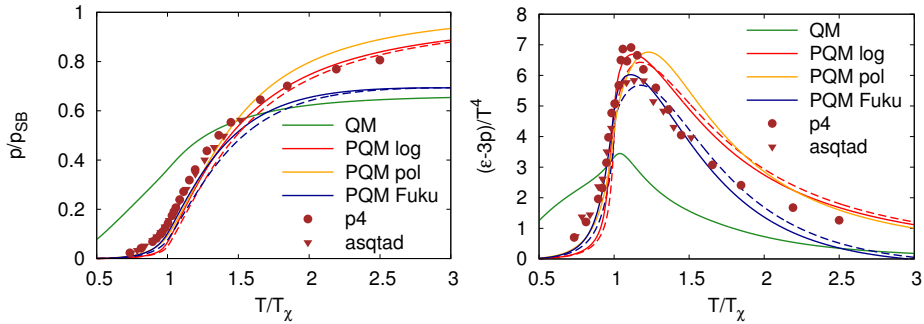 p/p_SB
1
0.8
0.6
0.4
0.2
0
0.5
1
1.5
2
2.5
3
T/T_χ
QM
PQM log
PQM pol
PQM Fuku
p4
asqtad
(ε-3p)/T⁴
8
7
6
5
4
3
2
1
0
0.5
1
1.5
2
2.5
3
T/T_χ
QM
PQM log
PQM pol
PQM Fuku
p4
asqtad